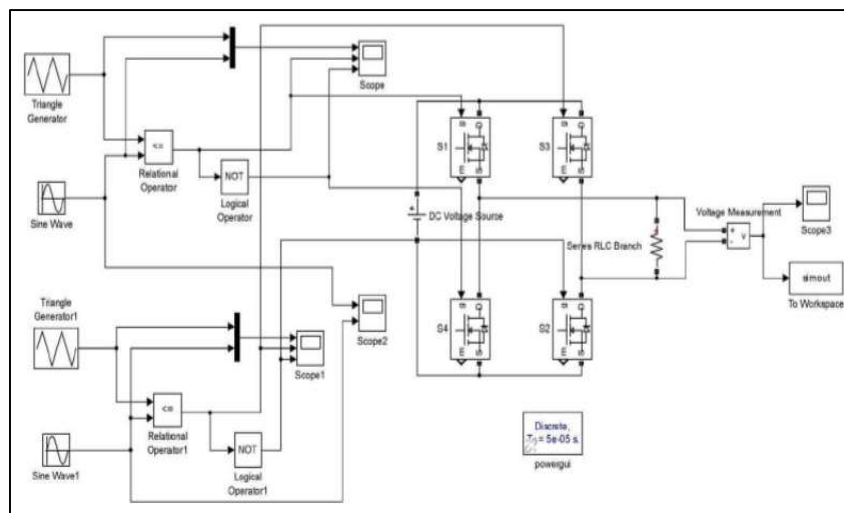 Triangle
Generator
Sine Wave
<=
Relational
Operator
NOT
Logical
Operator
Scope
S1
S3
DC Voltage Source
Series RLC Branch
Voltage Measurement
+
-
v
Scope3
simout
To Workspace
S4
S2
Triangle
Generator1
Scope1
Scope2
<=
Relational
Operator1
NOT
Logical
Operator1
Sine Wave1
Discrete,
= 5e-05 s.
powergui